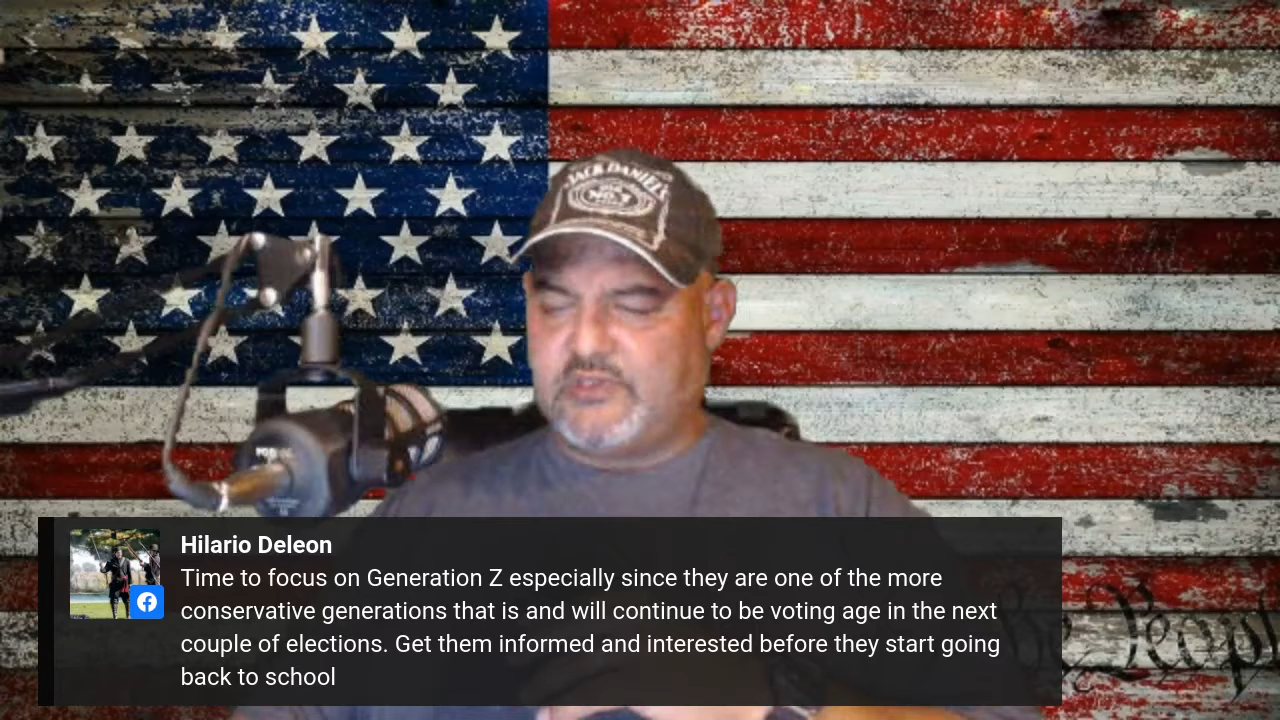 JACK DANIEL'S
Hilario Deleon
Time to focus on Generation Z especially since they are one of the more
conservative generations that is and will continue to be voting age in the next
couple of elections. Get them informed and interested before they start going
back to school